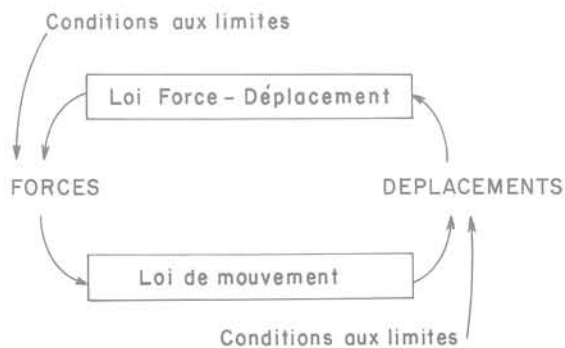 Conditions aux limites
Loi Force – Déplacement
FORCES
DEPLACEMENTS
Loi de mouvement
Conditions aux limites